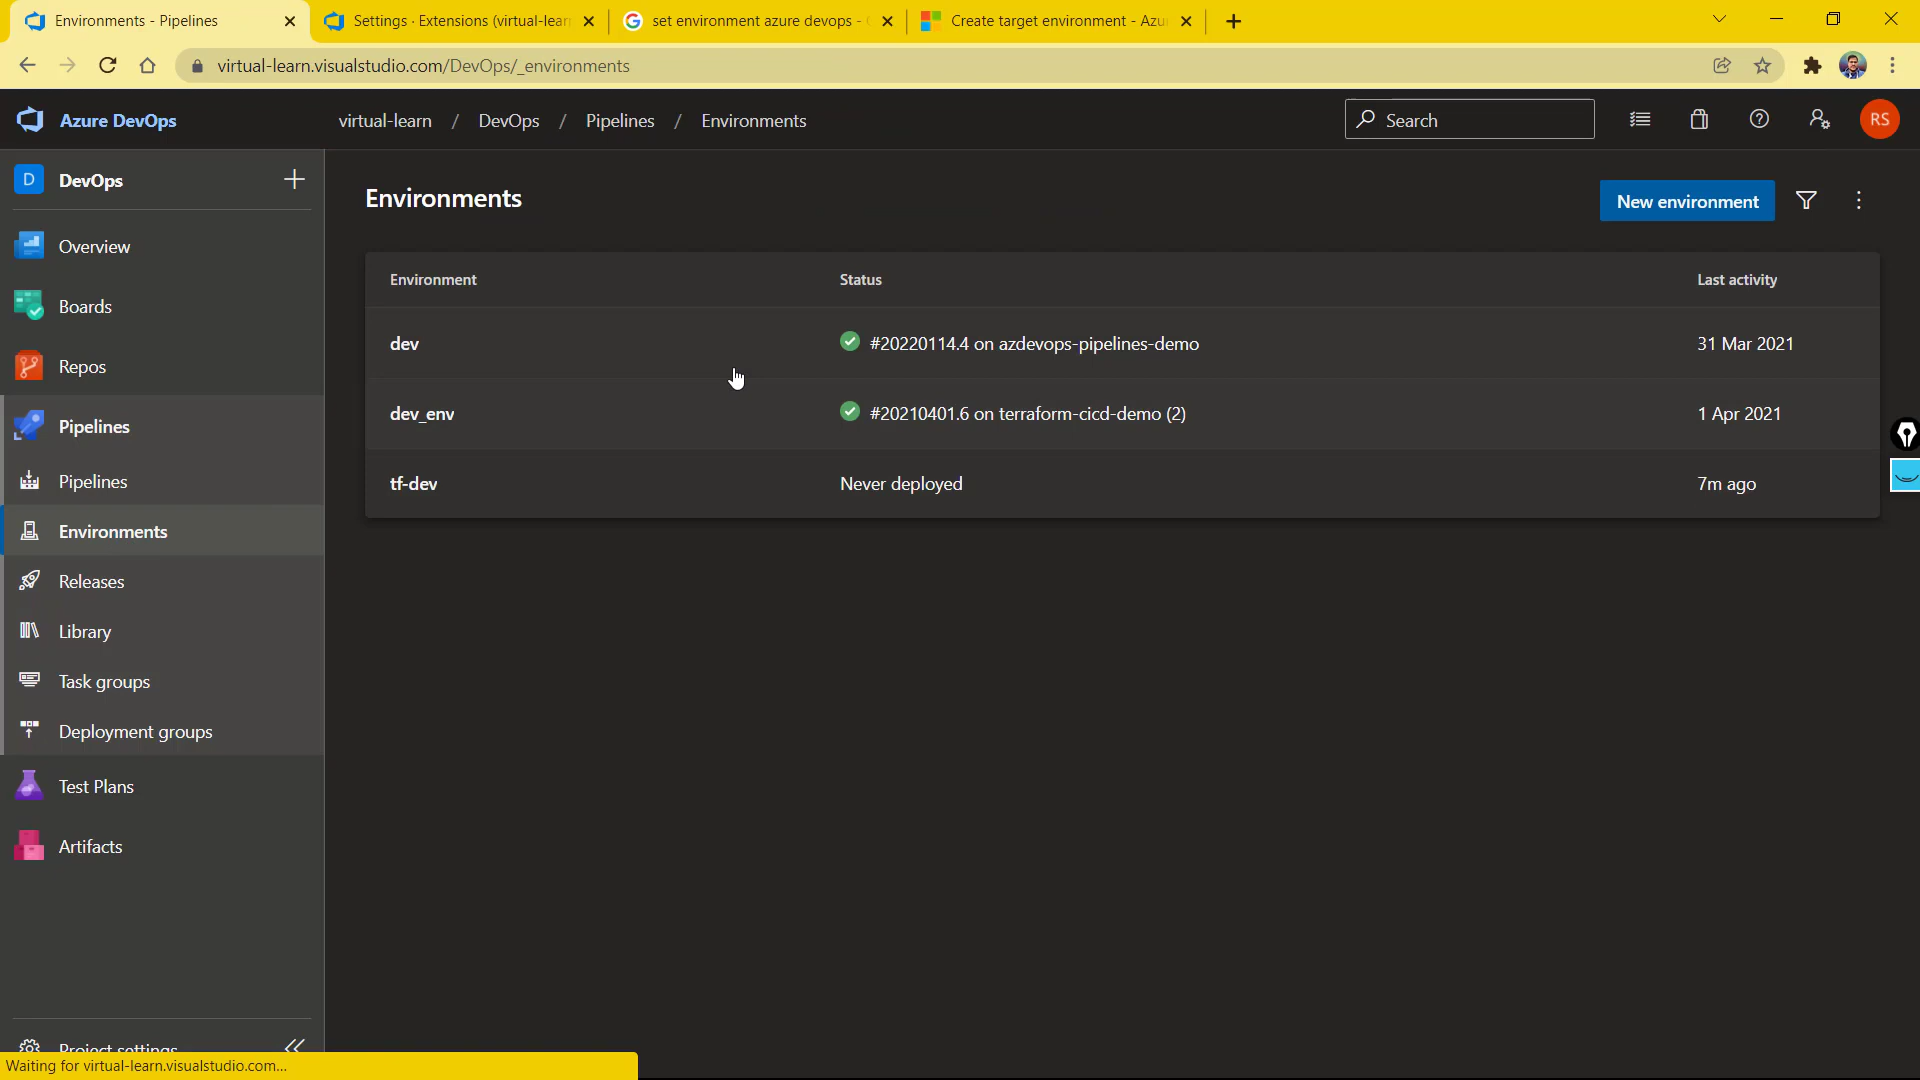 Environments - Pipelines
Settings · Extensions (virtual-lear
set environment azure devops -
Create target environment - Azu
virtual-learn.visualstudio.com/DevOps/_environments
Azure DevOps
virtual-learn / DevOps / Pipelines / Environments
Search
RS
D DevOps
Overview
Boards
Repos
Pipelines
Pipelines
Environments
Releases
Library
Task groups
Deployment groups
Test Plans
Artifacts
Project settings
Environments
New environment
Environment Status Last activity
dev #20220114.4 on azdevops-pipelines-demo 31 Mar 2021
dev_env #20210401.6 on terraform-cicd-demo (2) 1 Apr 2021
tf-dev Never deployed 7m ago
Waiting for virtual-learn.visualstudio.com...